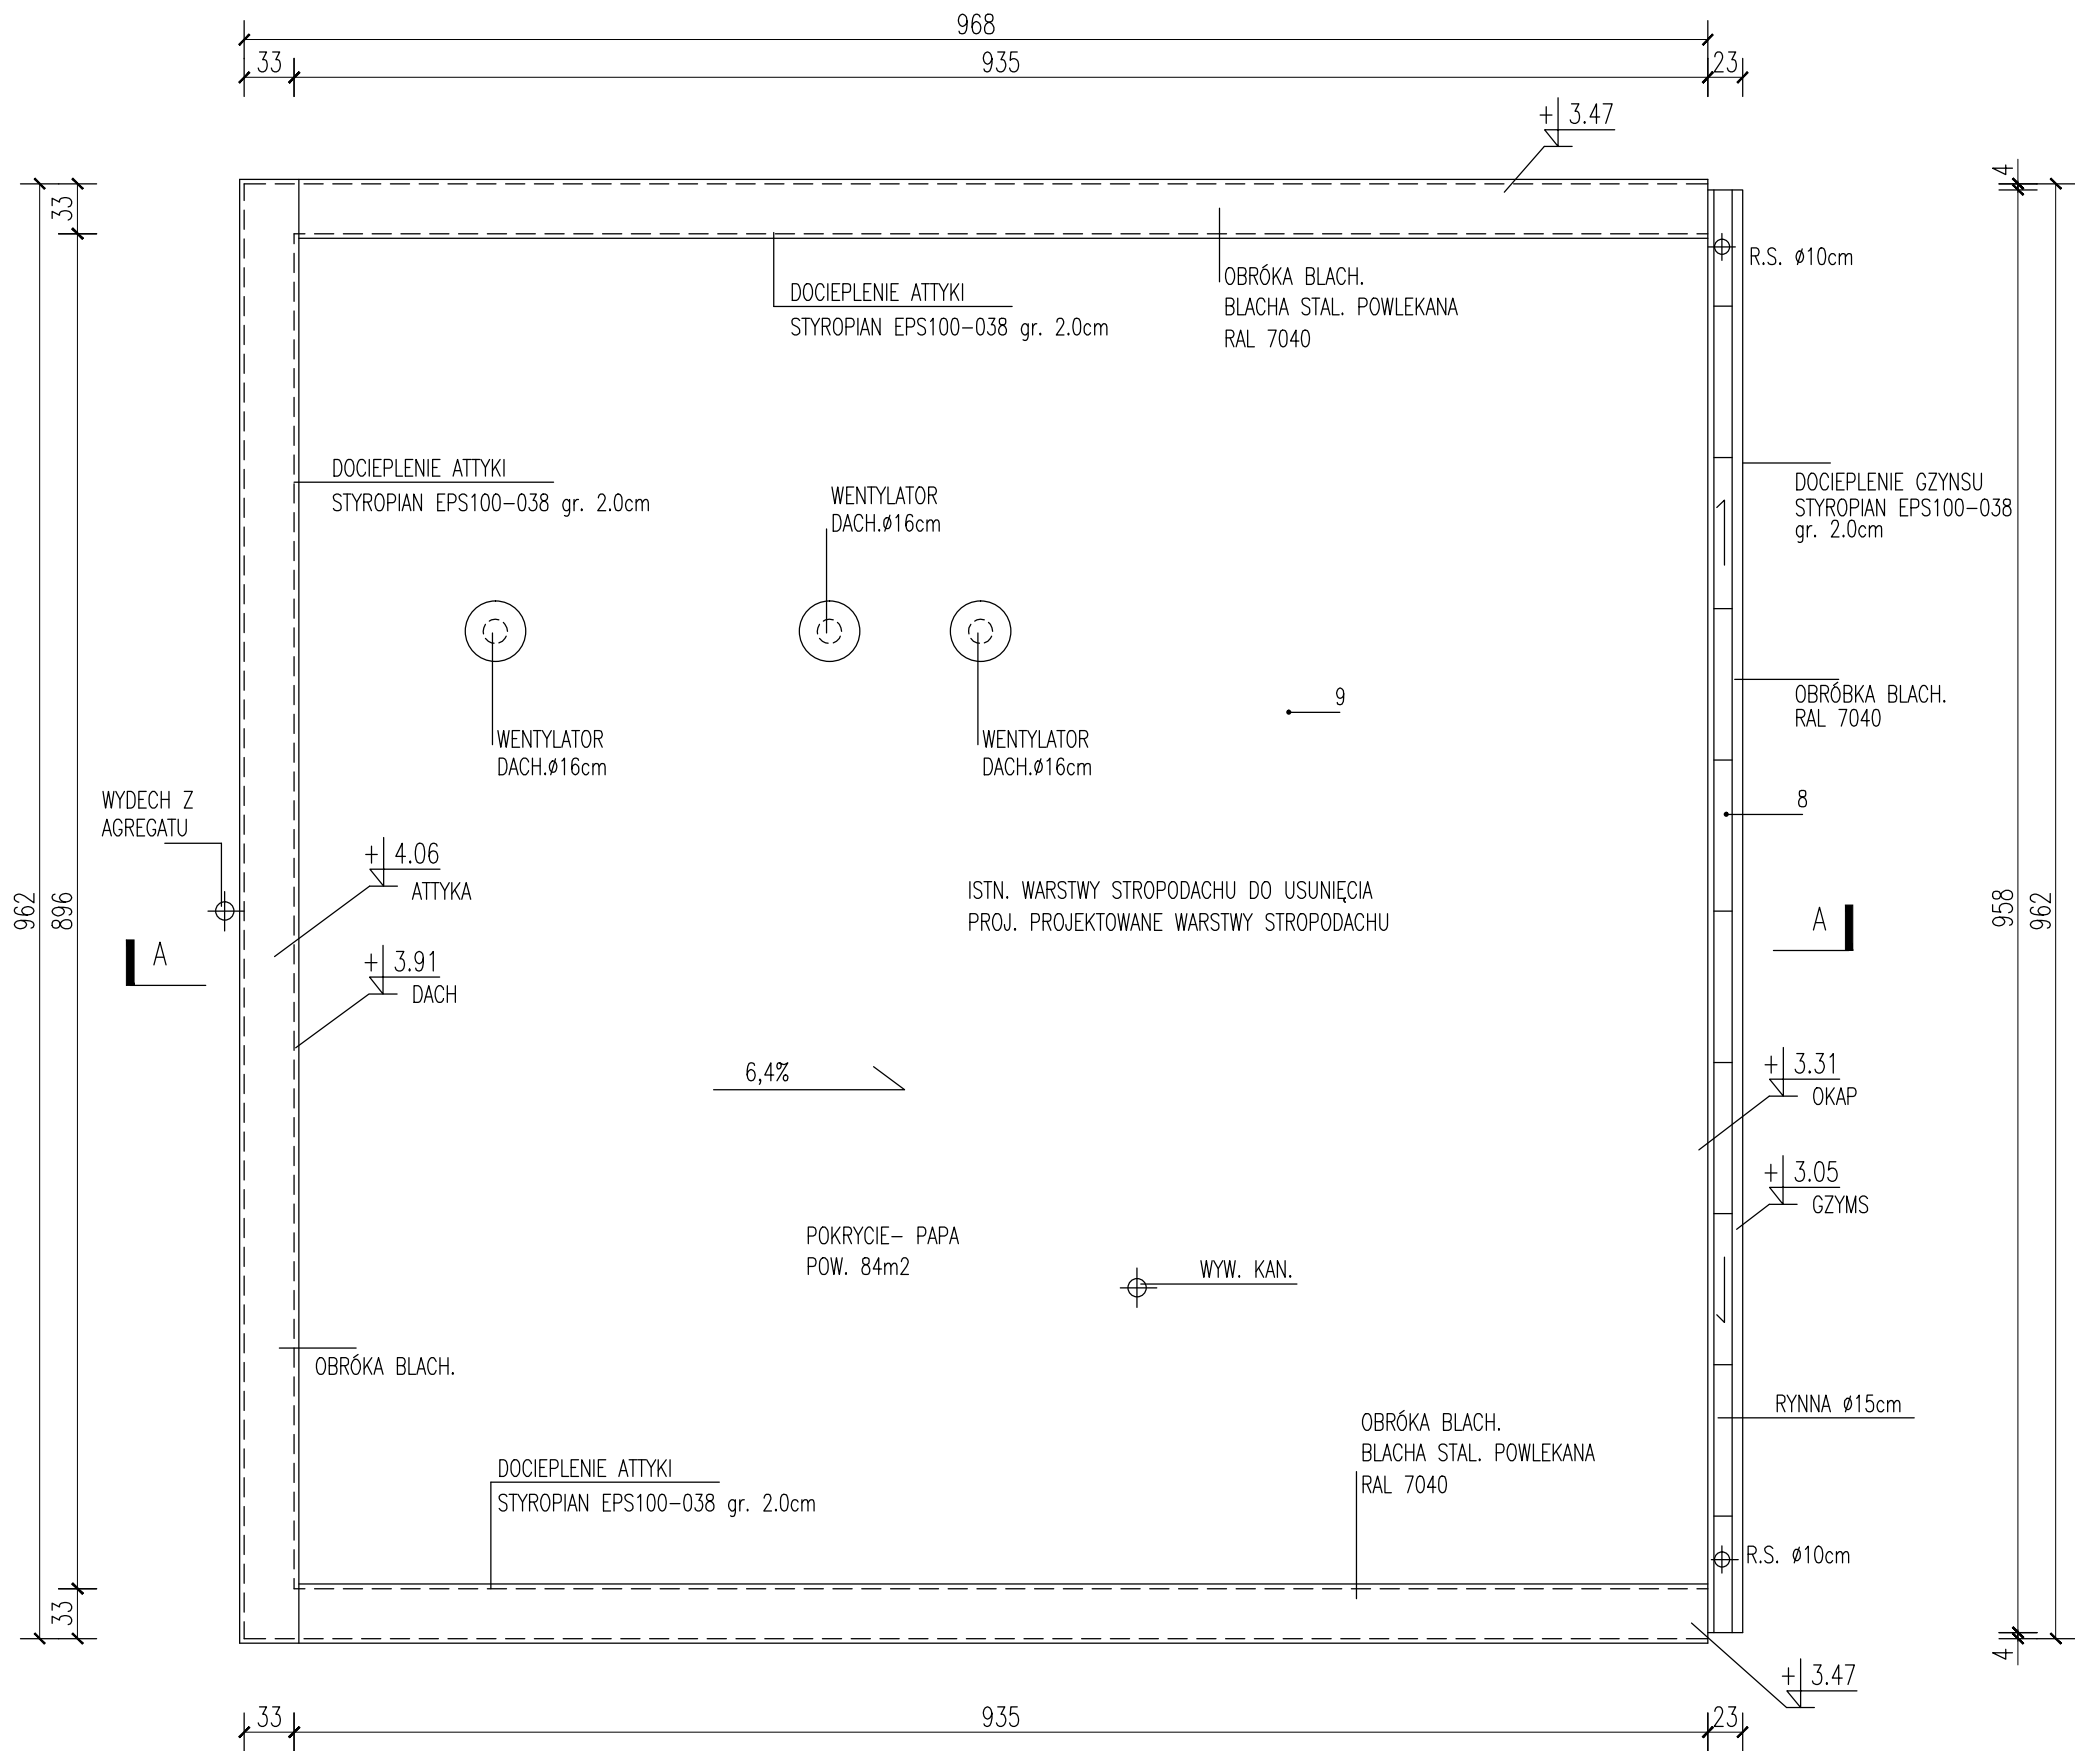 968
33
935
23
+ 3.47
33
4
R.S. ø10cm
OBRÓKA BLACH.
BLACHA STAL. POWLEKANA
RAL 7040
DOCIEPLENIE ATTYKI
STYROPIAN EPS100-038 gr. 2.0cm
DOCIEPLENIE ATTYKI
STYROPIAN EPS100-038 gr. 2.0cm
WENTYLATOR
DACH.ø16cm
DOCIEPLENIE GZYNSU
STYROPIAN EPS100-038
gr. 2.0cm
9
OBRÓBKA BLACH.
RAL 7040
WENTYLATOR
DACH.ø16cm
WENTYLATOR
DACH.ø16cm
8
WYDECH Z
AGREGATU
+ 4.06
ATTYKA
ISTN. WARSTWY STROPODACHU DO USUNIĘCIA
PROJ. PROJEKTOWANE WARSTWY STROPODACHU
962
896
958
962
A
A
+ 3.91
DACH
6,4%
+ 3.31
OKAP
+ 3.05
GZYMS
POKRYCIE- PAPA
POW. 84m2
WYW. KAN.
OBRÓKA BLACH.
RYNNA ø15cm
OBRÓKA BLACH.
BLACHA STAL. POWLEKANA
RAL 7040
DOCIEPLENIE ATTYKI
STYROPIAN EPS100-038 gr. 2.0cm
R.S. ø10cm
33
4
+ 3.47
33
935
23